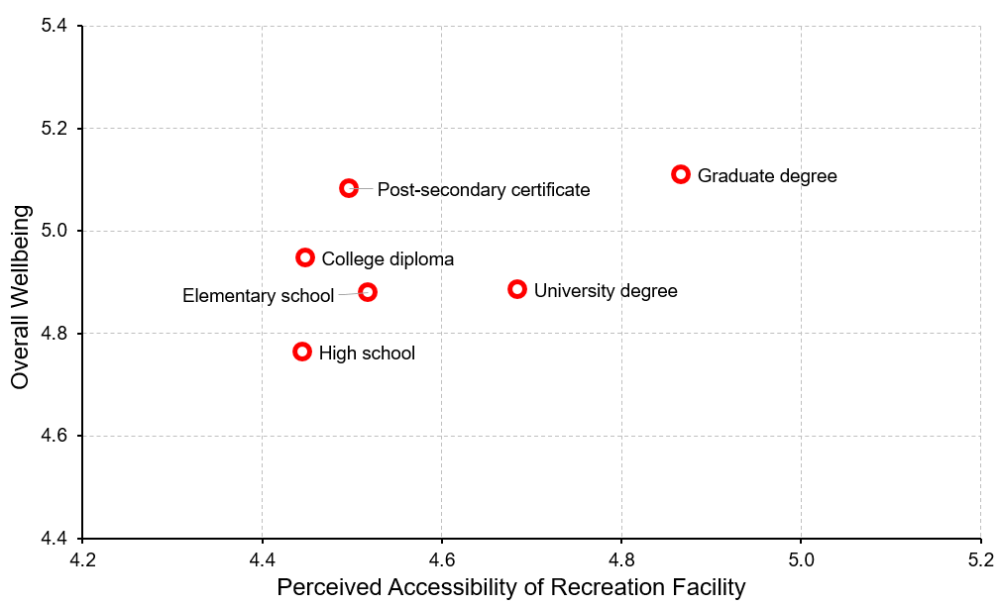 5.4
5.2
5.0
4.8
4.6
4.4
Overall Wellbeing
Post-secondary certificate
Graduate degree
College diploma
Elementary school
University degree
High school
4.2 4.4 4.6 4.8 5.0 5.2
Perceived Accessibility of Recreation Facility